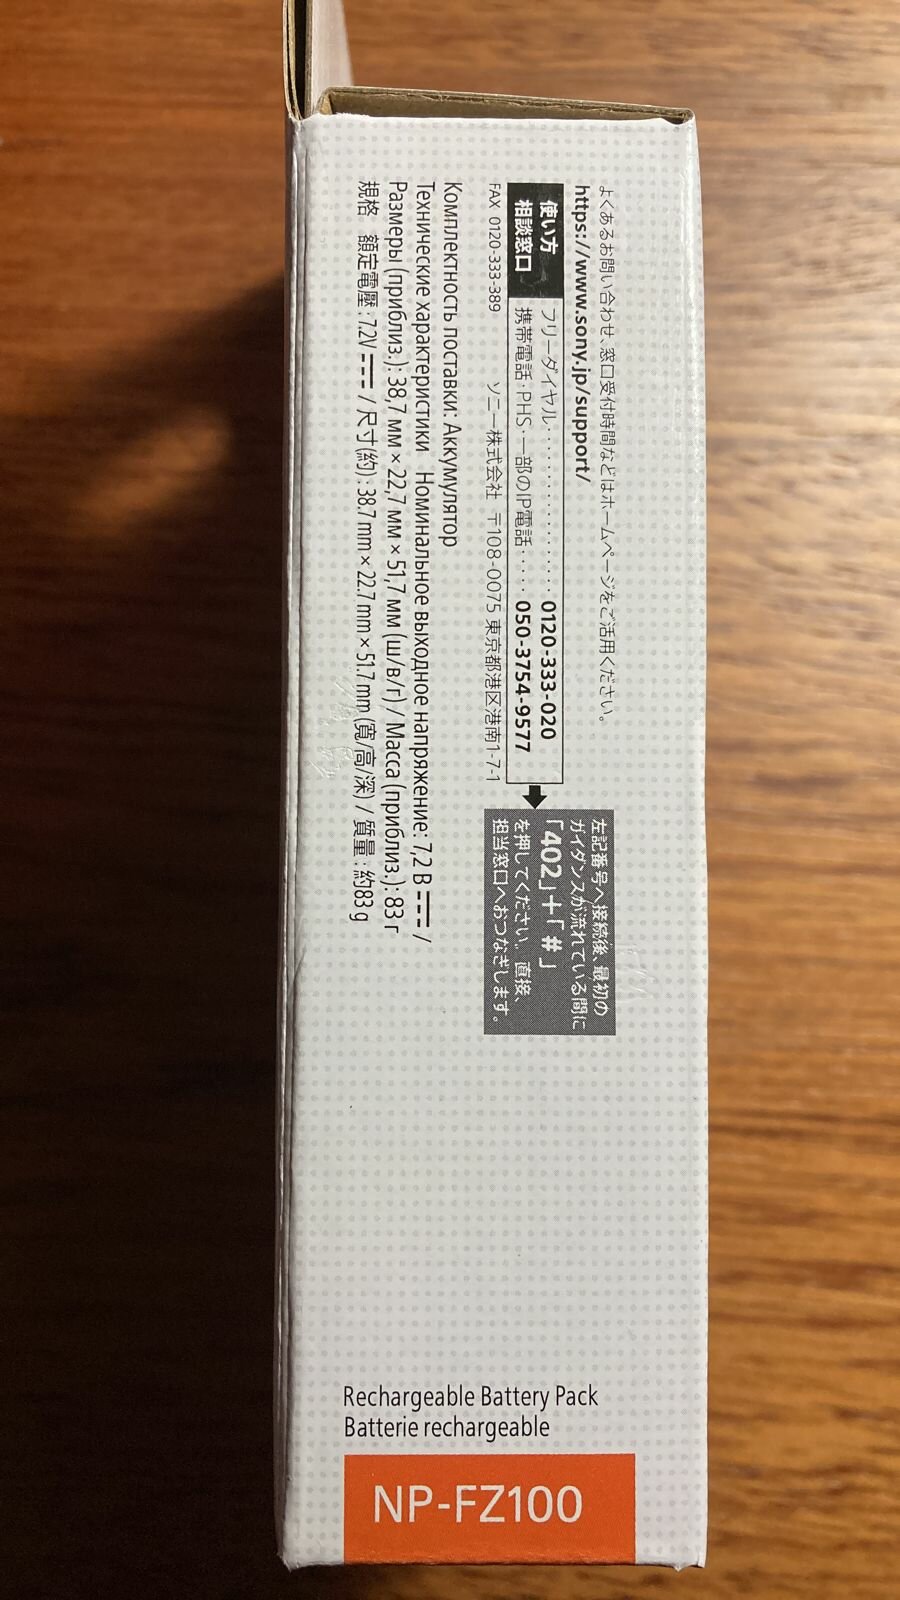 よくあるお問い合わせ、窓口受付時間などはホームページをご活用ください。
https://www.sony.jp/support/
使い方
相談窓口
フリーダイヤル・・・・・・・・・・・・・・・・・・0120-333-020
携帯電話・PHS・一部のIP電話・・・・・050-3754-9577
FAX 0120-333-389 ソニー株式会社 〒108-0075 東京都港区港南1-7-1
左記番号へ接続後、最初の
ガイダンスが流れている間に
「402」+「#」
を押してください。直接、
担当窓口へおつなぎします。
Комплектность поставки: Аккумулятор
Технические характеристики Номинальное выходное напряжение: 7,2 В ⎓ /
Размеры (приблиз.): 38,7 мм × 22,7 мм × 51,7 мм (ш/в/г) / Масса (приблиз.): 83 г
規格 額定電壓: 7.2V ⎓ / 尺寸(約): 38.7 mm × 22.7 mm × 51.7 mm (寬/高/深) / 質量: 約83 g
Rechargeable Battery Pack
Batterie rechargeable
NP-FZ100